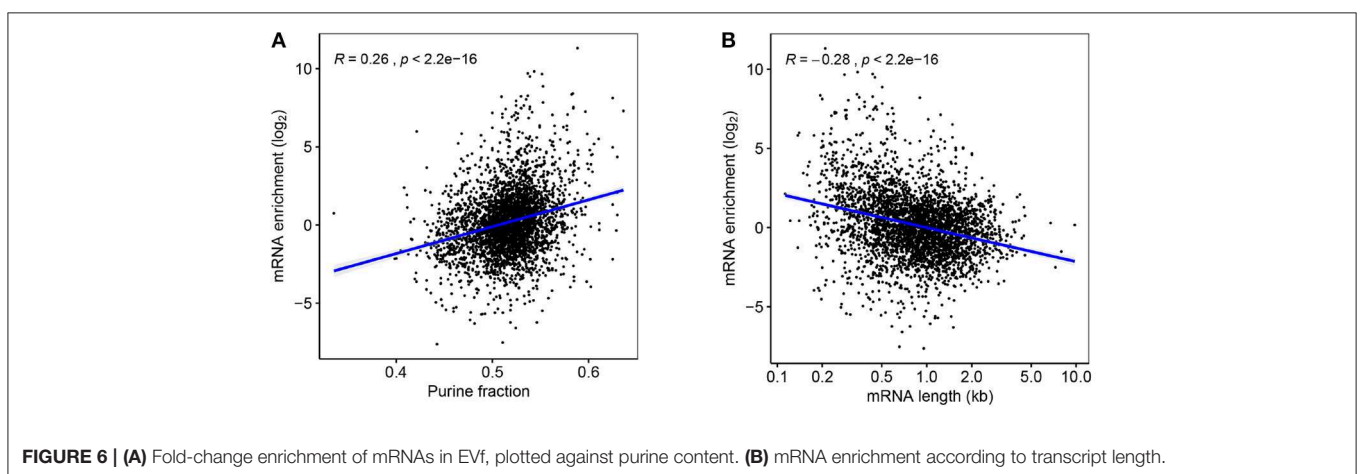 A
R = 0.26 , p < 2.2e−16
10
5
0
−5
mRNA enrichment (log2)
0.4 0.5 0.6
Purine fraction
B
R = −0.28 , p < 2.2e−16
10
5
0
−5
mRNA enrichment (log2)
0.1 0.2 0.5 1.0 2.0 5.0 10.0
mRNA length (kb)
FIGURE 6 | (A) Fold-change enrichment of mRNAs in EVf, plotted against purine content. (B) mRNA enrichment according to transcript length.